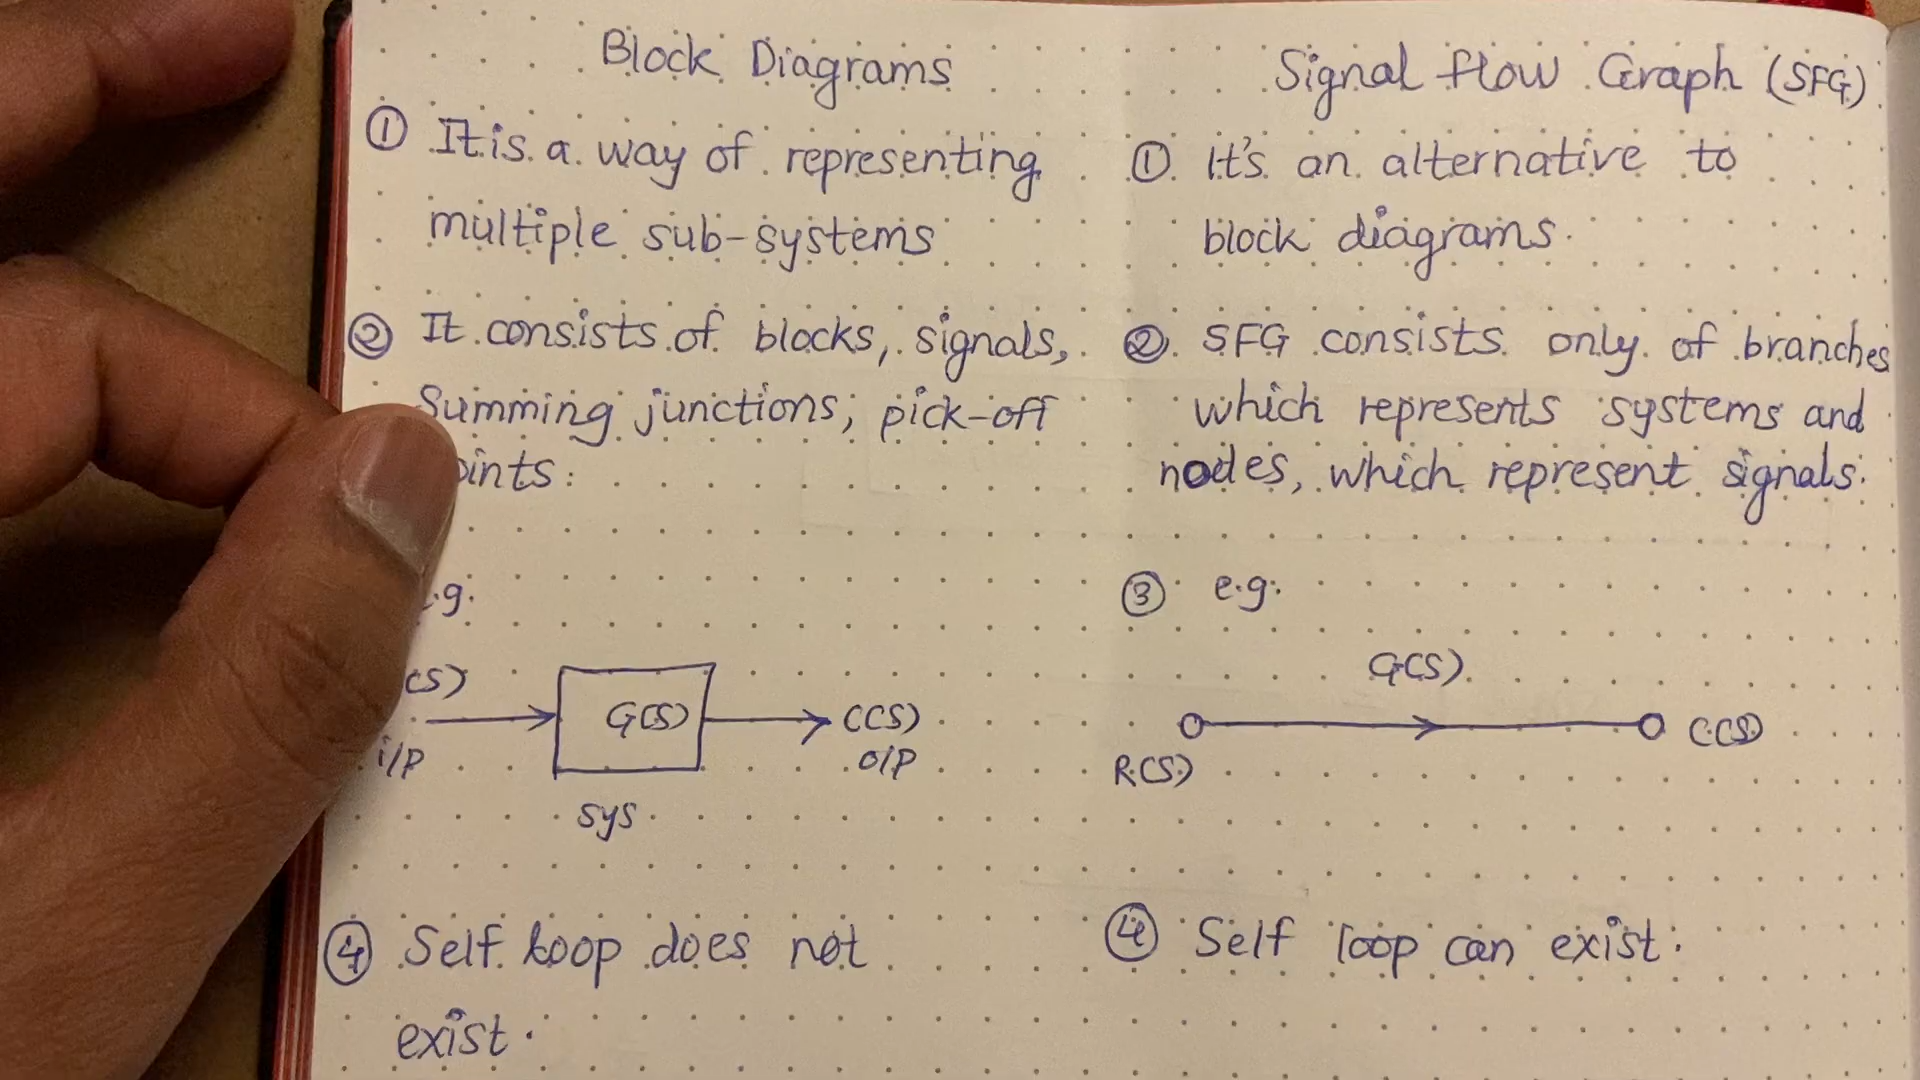 Block Diagrams
① It is a way of representing
multiple sub-systems
② It consists of blocks, signals,
Summing junctions, pick-off
oints.
.g.
(S)
i/P
G(S)
C(S)
o/P
sys
④ Self loop does not
exist.
Signal flow Graph (SFG)
① it's an alternative to
block diagrams.
② SFG consists only of branches
which represents systems and
nodes, which represent signals.
③ e.g.
G(S)
R(S)
C(S)
④ Self loop can exist.